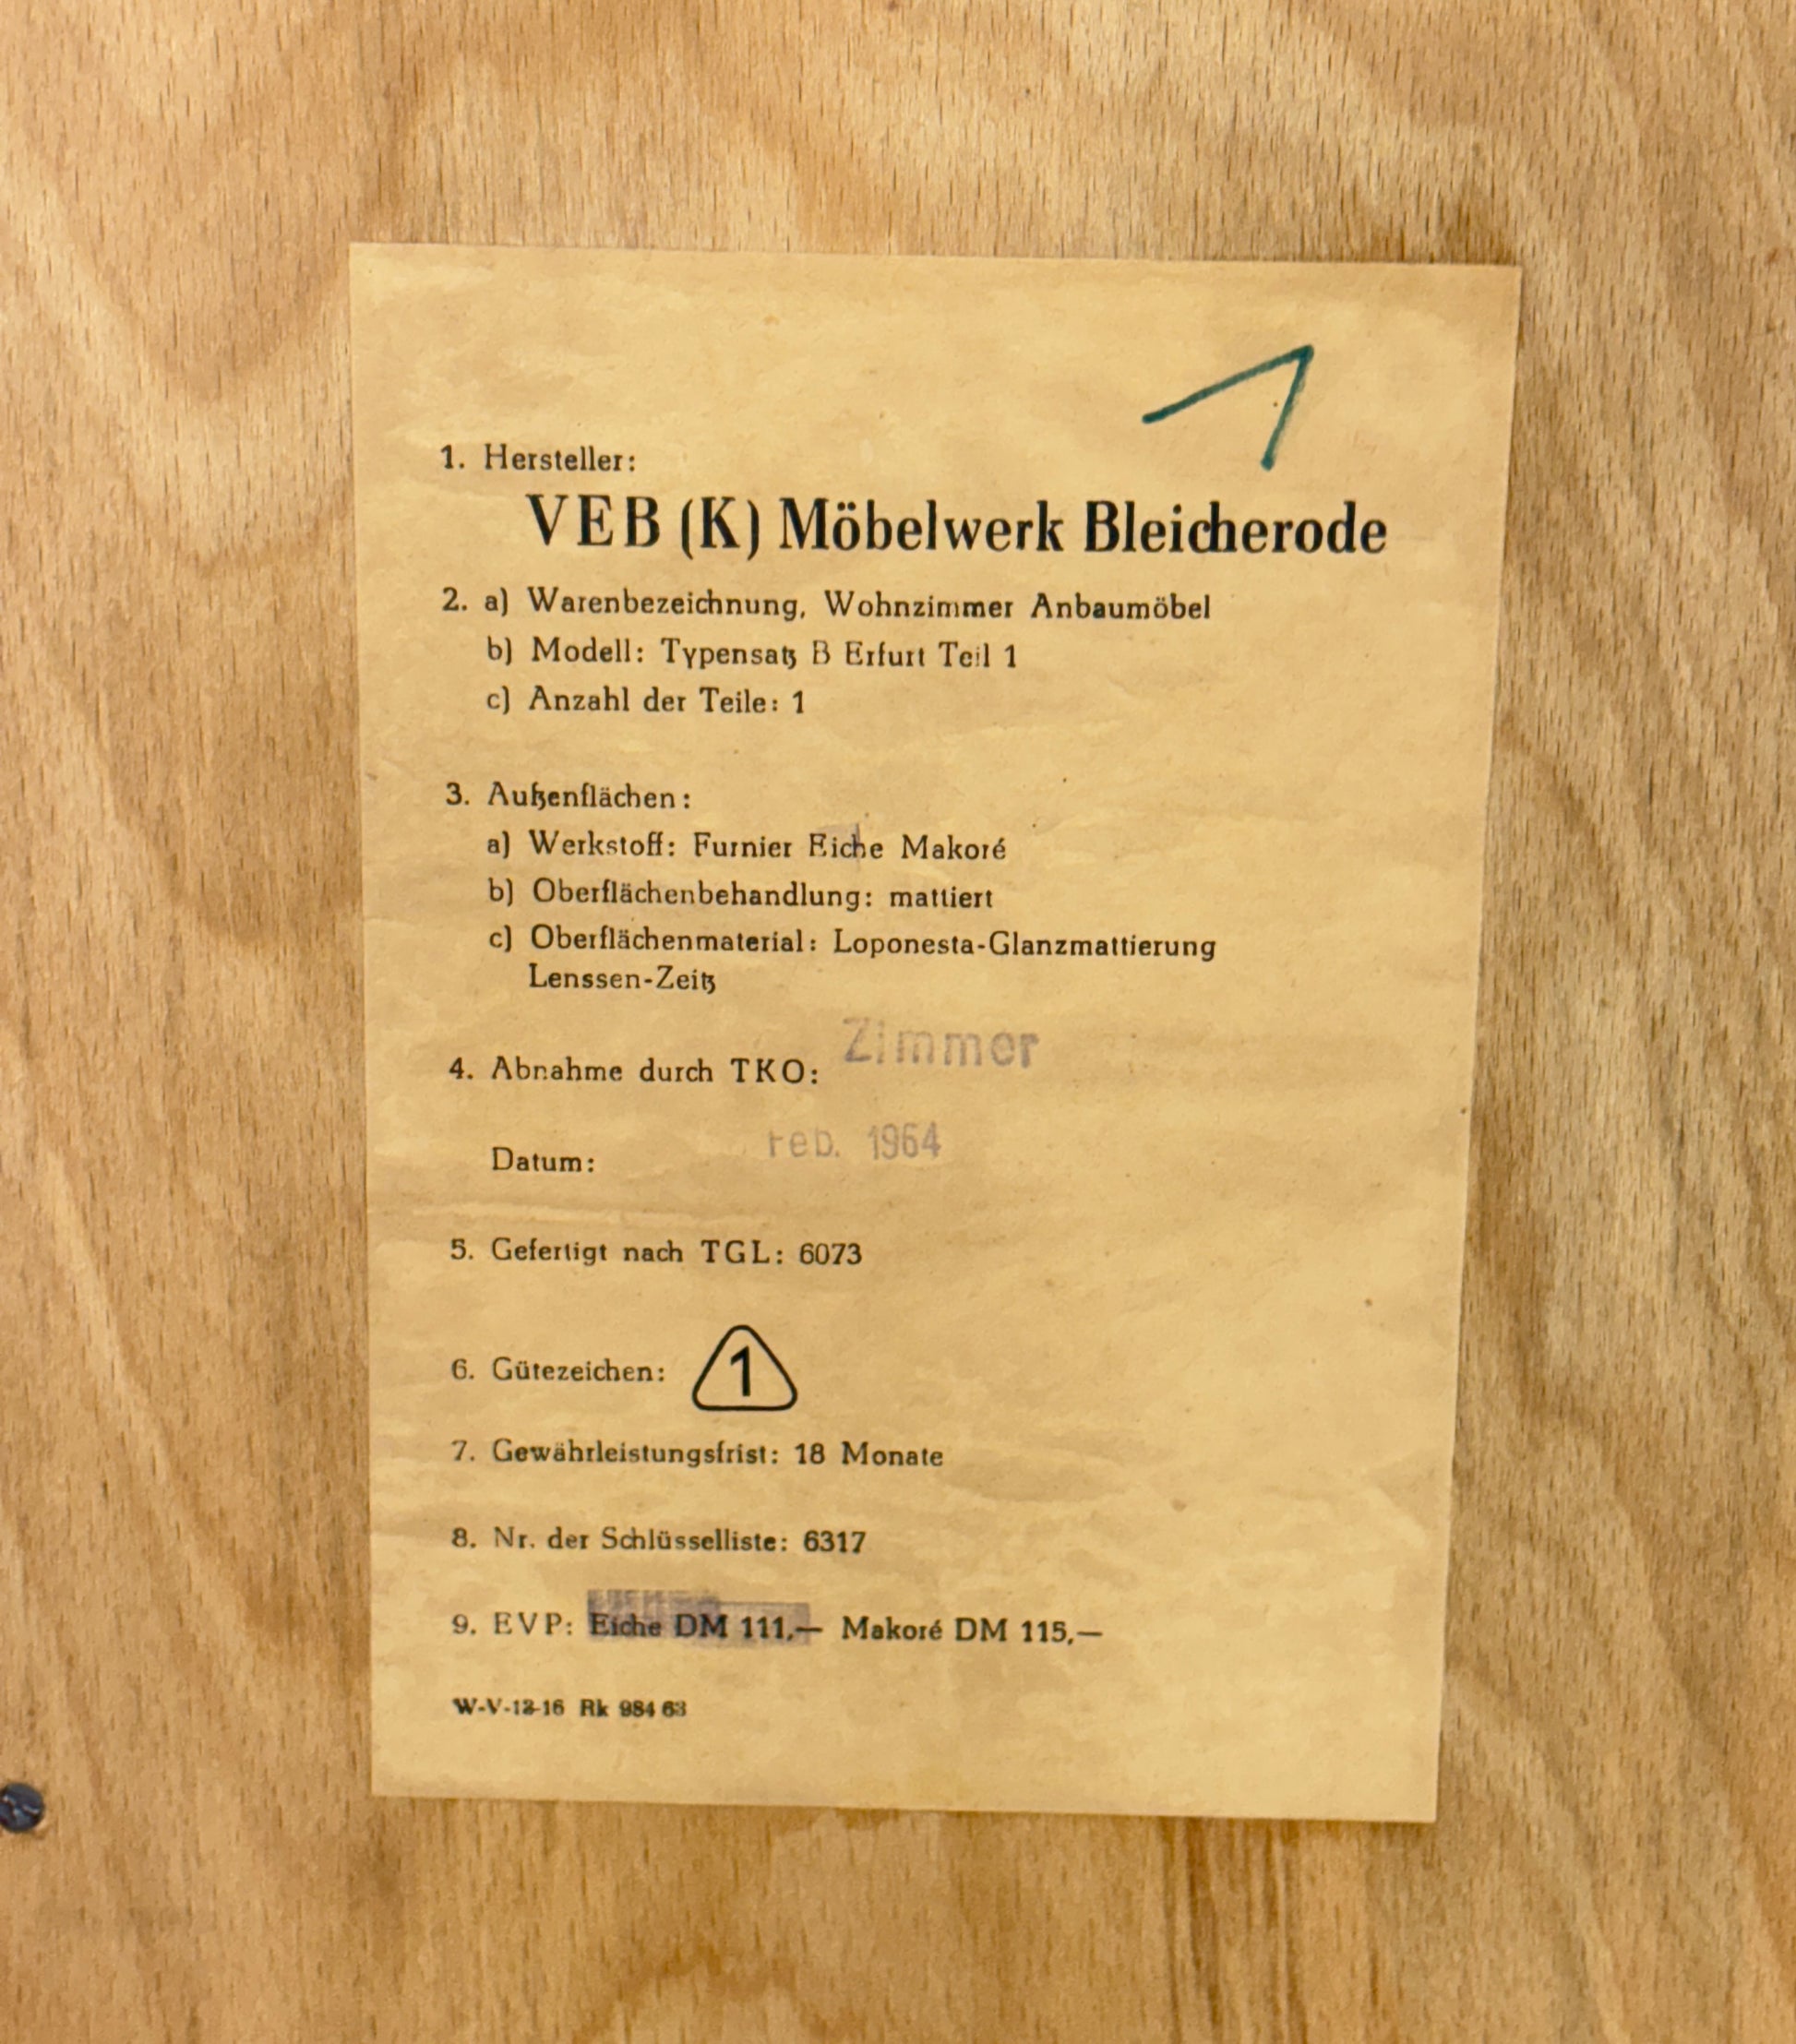 1
1. Hersteller:
VEB (K) Möbelwerk Bleicherode
2. a) Warenbezeichnung, Wohnzimmer Anbaumöbel
b) Modell: Typensatz B Erfurt Teil 1
c) Anzahl der Teile: 1
3. Außenflächen:
a) Werkstoff: Furnier Eiche Makoré
b) Oberflächenbehandlung: mattiert
c) Oberflächenmaterial: Loponesta-Glanzmattierung
Lenssen-Zeitz
Zimmer
4. Abnahme durch TKO:
Feb. 1964
Datum:
5. Gefertigt nach TGL: 6073
6. Gütezeichen: 1
7. Gewährleistungsfrist: 18 Monate
8. Nr. der Schlüsselliste: 6317
9. EVP: Eiche DM 111,— Makoré DM 115,—
W-V-12-16 Rk 984 63